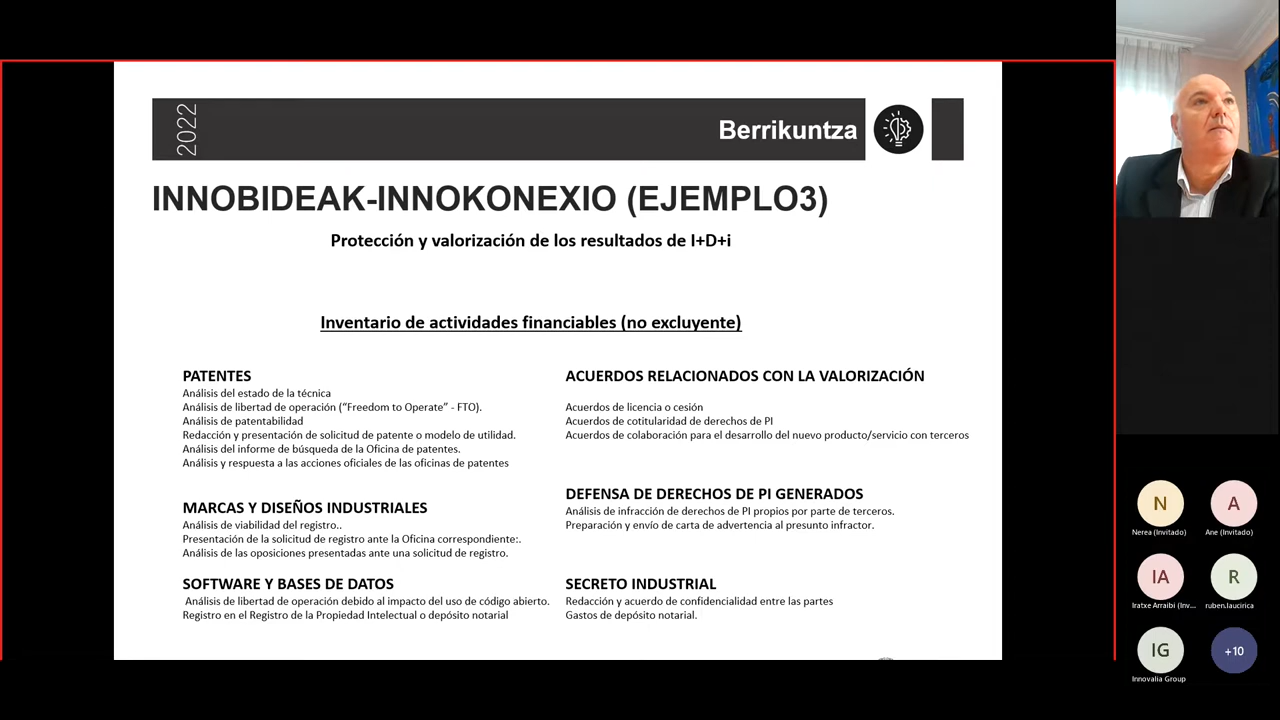 2022
Berrikuntza
INNOBIDEAK-INNOKONEXIO (EJEMPLO3)
Protección y valorización de los resultados de I+D+i
Inventario de actividades financiables (no excluyente)
PATENTES
Análisis del estado de la técnica
Análisis de libertad de operación (“Freedom to Operate” - FTO).
Análisis de patentabilidad
Redacción y presentación de solicitud de patente o modelo de utilidad.
Análisis del informe de búsqueda de la Oficina de patentes.
Análisis y respuesta a las acciones oficiales de las oficinas de patentes
MARCAS Y DISEÑOS INDUSTRIALES
Análisis de viabilidad del registro..
Presentación de la solicitud de registro ante la Oficina correspondiente:.
Análisis de las oposiciones presentadas ante una solicitud de registro.
SOFTWARE Y BASES DE DATOS
Análisis de libertad de operación debido al impacto del uso de código abierto.
Registro en el Registro de la Propiedad Intelectual o depósito notarial
ACUERDOS RELACIONADOS CON LA VALORIZACIÓN
Acuerdos de licencia o cesión
Acuerdos de cotitularidad de derechos de PI
Acuerdos de colaboración para el desarrollo del nuevo producto/servicio con terceros
DEFENSA DE DERECHOS DE PI GENERADOS
Análisis de infracción de derechos de PI propios por parte de terceros.
Preparación y envío de carta de advertencia al presunto infractor.
SECRETO INDUSTRIAL
Redacción y acuerdo de confidencialidad entre las partes
Gastos de depósito notarial.
N
A
Nerea (Invitado)
Ane (Invitado)
IA
R
Iratxe Arraibi (Inv...
ruben.laucirica
IG
+10
Innovalia Group